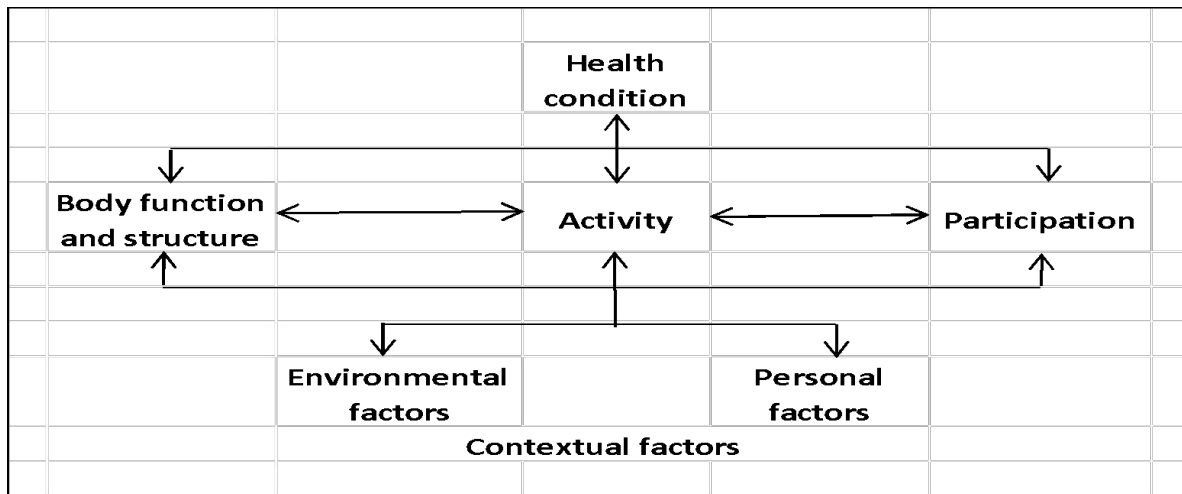 Health
condition
Body function
and structure
Activity
Participation
Environmental
factors
Personal
factors
Contextual factors